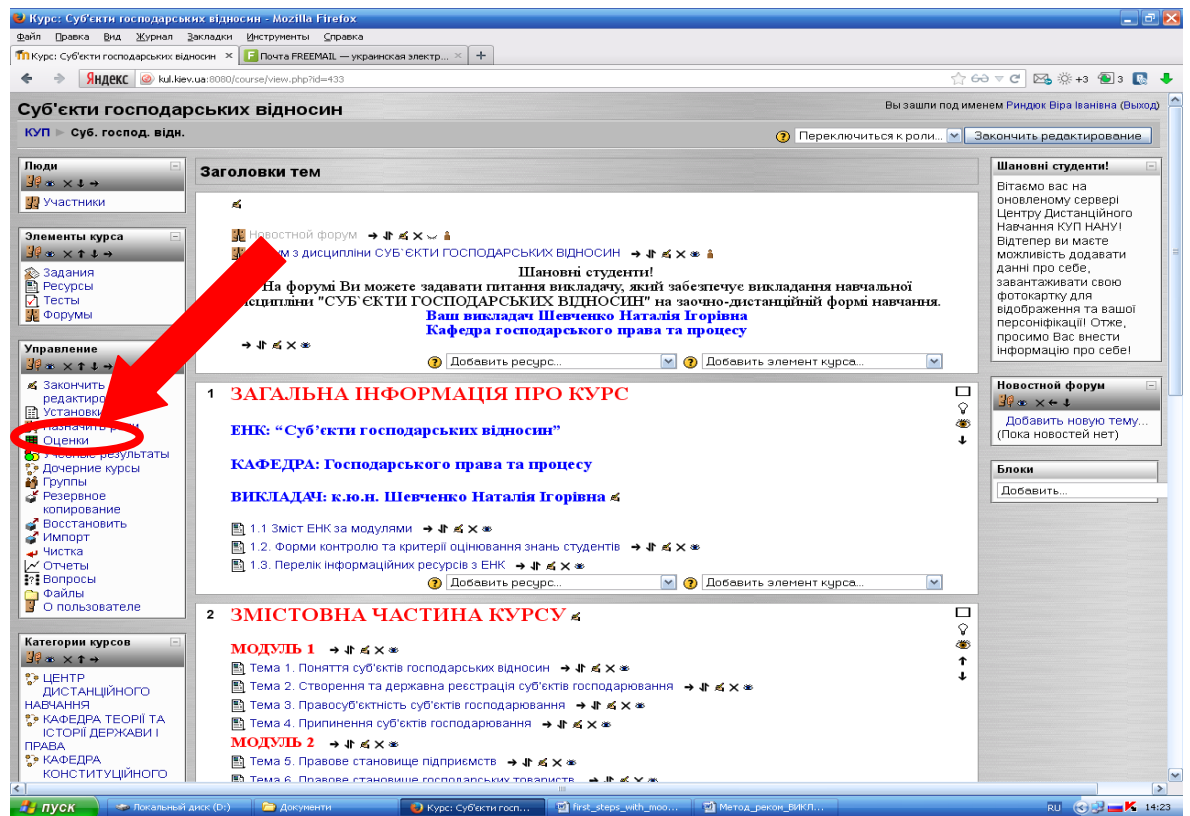 Курс: Суб'єкти господарських відносин - Mozilla Firefox
Файл Правка Вид Журнал Закладки Инструменты Справка
Курс: Суб'єкти господарських відносин × Почта FREEMAIL — украинская электр... × +
Яндекс kul.kiev.ua:8080/course/view.php?id=433 +3 3
Суб'єкти господарських відносин
Вы зашли под именем Риндюк Віра Іванівна (Выход)
КУП ► Суб. господ. відн.
Переключиться к роли... Закончить редактирование
Люди
Участники
Элементы курса
Задания
Ресурсы
Тесты
Форумы
Управление
Закончить
Установки
Оценки
Учебные результаты
Дочерние курсы
Группы
Резервное
копирование
Восстановить
Импорт
Чистка
Отчеты
Вопросы
Файлы
О пользователе
Категории курсов
ЦЕНТР
ДИСТАНЦІЙНОГО
НАВЧАННЯ
КАФЕДРА ТЕОРІЇ ТА
ІСТОРІЇ ДЕРЖАВИ І
ПРАВА
КАФЕДРА
КОНСТИТУЦІЙНОГО
Заголовки тем
Новостной форум
з дисципліни СУБ`ЄКТИ ГОСПОДАРСЬКИХ ВІДНОСИН
Шановні студенти!
На форумі Ви можете задавати питання викладачу, який забезпечує викладання навчальної
дисципліни "СУБ`ЄКТИ ГОСПОДАРСЬКИХ ВІДНОСИН" на заочно-дистанційній формі навчання.
Ваш викладач Шевченко Наталія Ігорівна
Кафедра господарського права та процесу
Добавить ресурс... Добавить элемент курса...
1 ЗАГАЛЬНА ІНФОРМАЦІЯ ПРО КУРС
ЕНК: “Суб’єкти господарських відносин”
КАФЕДРА: Господарського права та процесу
ВИКЛАДАЧ: к.ю.н. Шевченко Наталія Ігорівна
1.1 Зміст ЕНК за модулями
1.2. Форми контролю та критерії оцінювання знань студентів
1.3. Перелік інформаційних ресурсів з ЕНК
Добавить ресурс... Добавить элемент курса...
2 ЗМІСТОВНА ЧАСТИНА КУРСУ
МОДУЛЬ 1
Тема 1. Поняття суб'єктів господарських відносин
Тема 2. Створення та державна реєстрація суб'єктів господарювання
Тема 3. Правосуб'єктність суб'єктів господарювання
Тема 4. Припинення суб'єктів господарювання
МОДУЛЬ 2
Тема 5. Правове становище підприємств
Тема 6. Правове становище господарських товариств
Шановні студенти!
Вітаємо вас на
оновленому сервері
Центру Дистанційного
Навчання КУП НАНУ!
Відтепер ви маєте
можливість додавати
данні про себе,
завантаживати свою
фотокартку для
відображення та вашої
персоніфікації! Отже,
просимо Вас внести
інформацію про себе!
Новостной форум
Добавить новую тему...
(Пока новостей нет)
Блоки
Добавить...
пуск Локальный диск (D:) Документи Курс: Суб'єкти госп... first_steps_with_moo... Метод_реком_ВИКЛ... RU 14:23